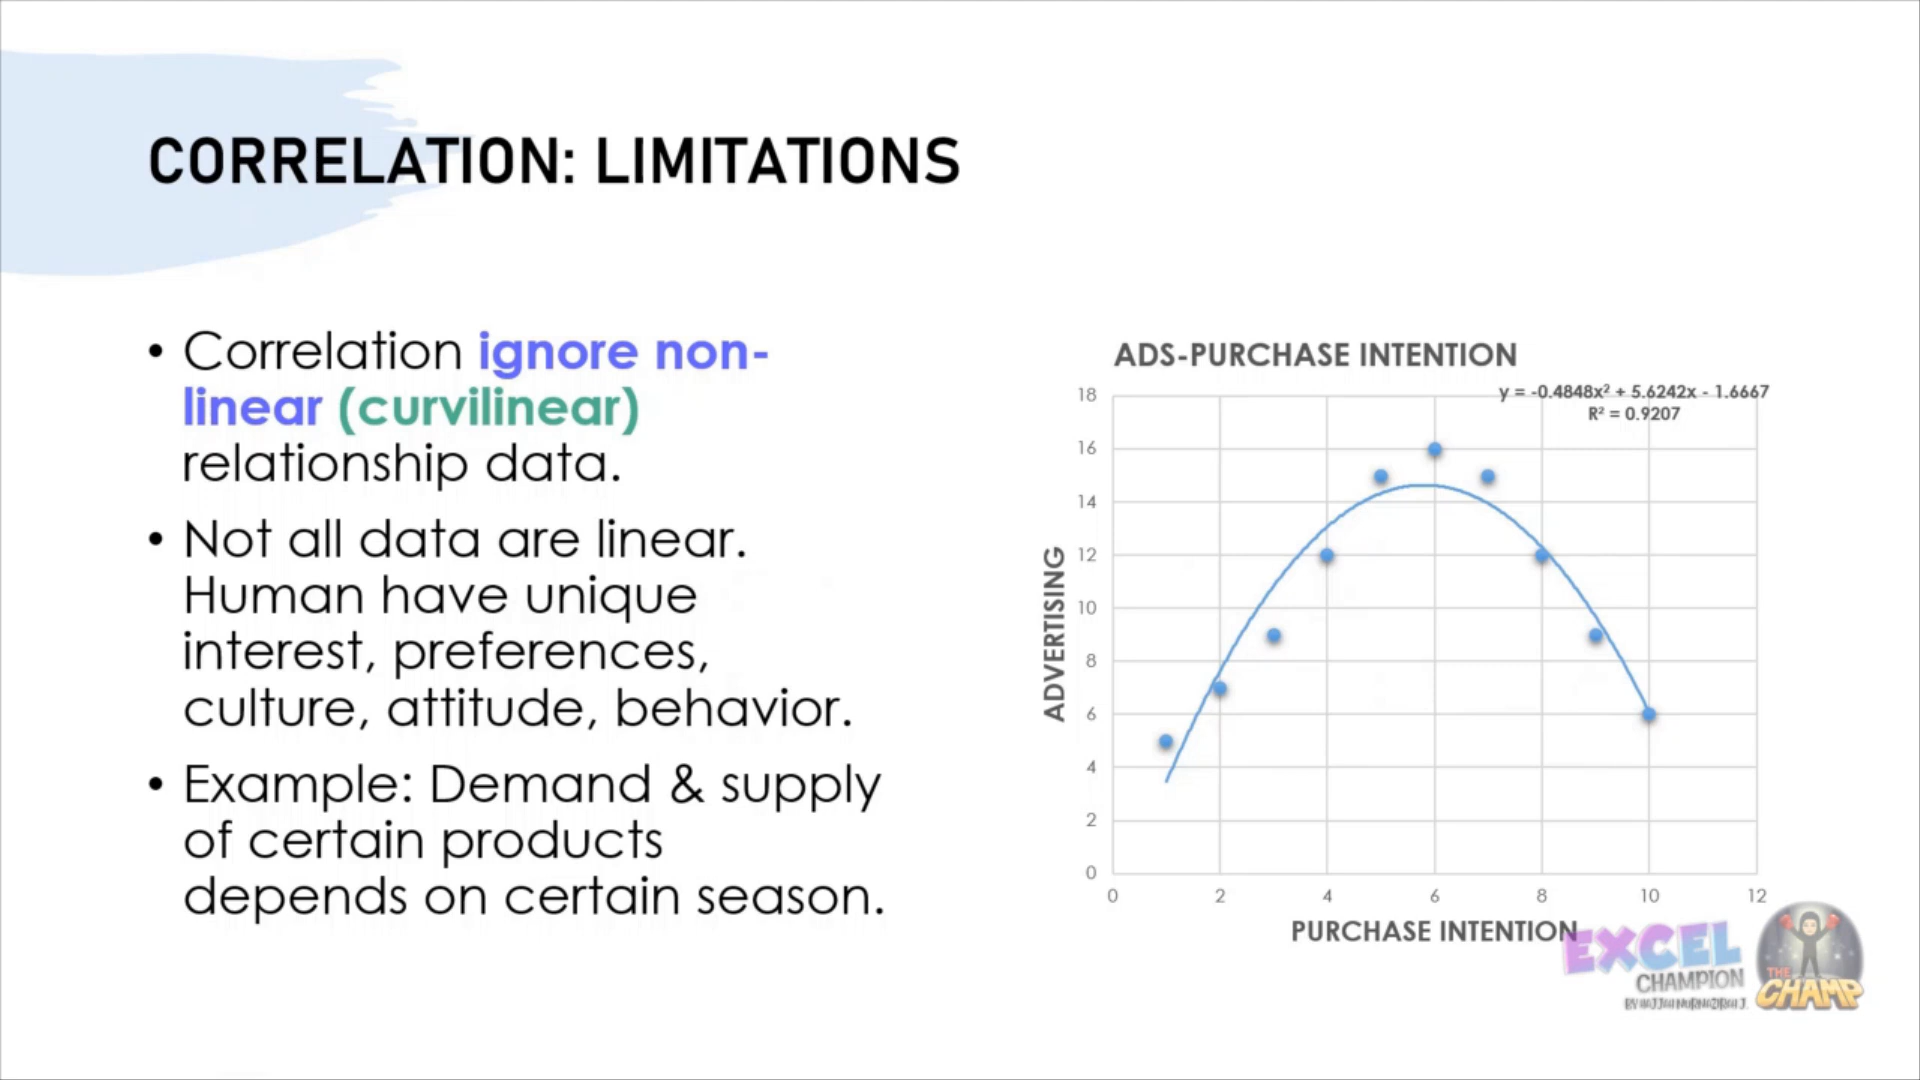 CORRELATION: LIMITATIONS
• Correlation ignore non-
linear (curvilinear)
relationship data.
• Not all data are linear.
Human have unique
interest, preferences,
culture, attitude, behavior.
• Example: Demand & supply
of certain products
depends on certain season.
ADS-PURCHASE INTENTION
y = -0.4848x² + 5.6242x - 1.6667
R² = 0.9207
18
16
14
12
10
8
6
4
2
0
ADVERTISING
0 2 4 6 8 10 12
PURCHASE INTENTION
EXCEL
CHAMPION
THE
CHAMP